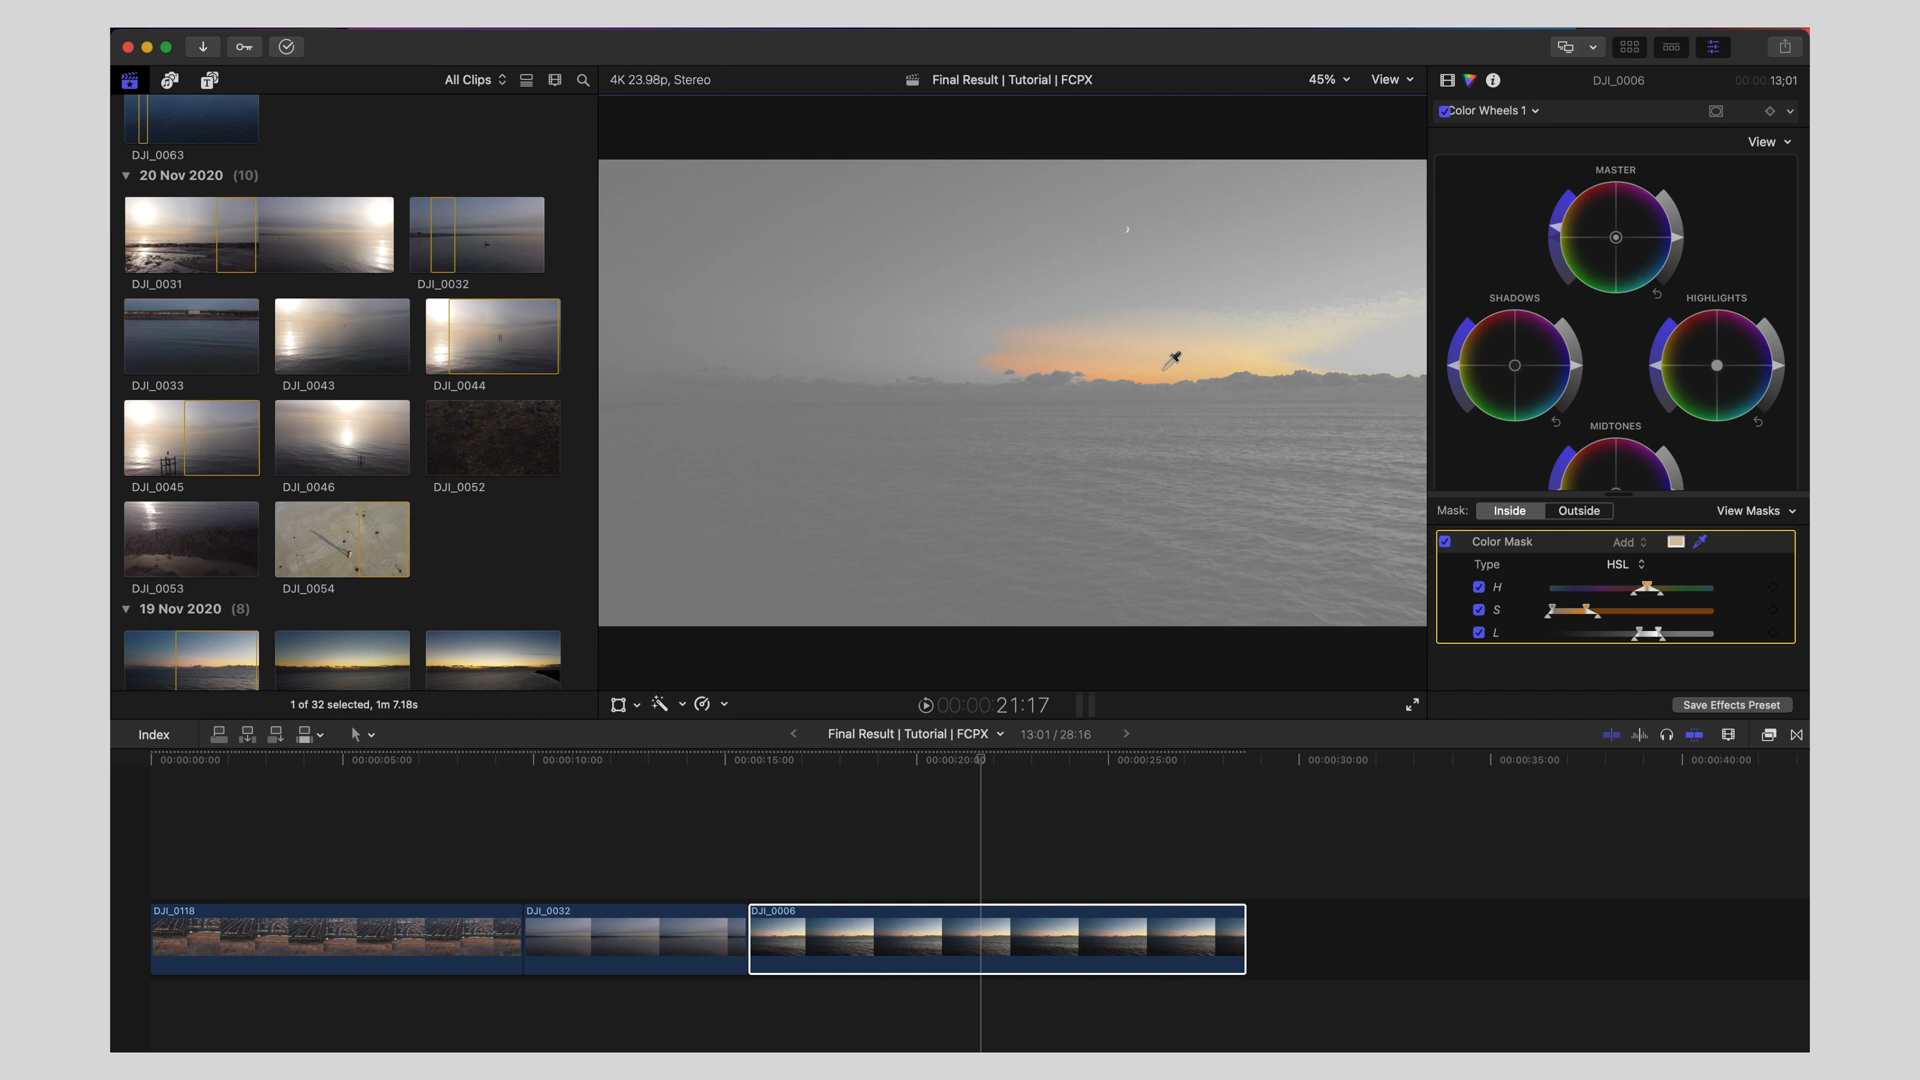 All Clips
4K 23.98p, Stereo
Final Result | Tutorial | FCPX
45%
View
DJI_0006
00:00:13;01
Color Wheels 1
View
DJI_0063
20 Nov 2020 (10)
DJI_0031
DJI_0032
DJI_0033
DJI_0043
DJI_0044
DJI_0045
DJI_0046
DJI_0052
DJI_0053
DJI_0054
19 Nov 2020 (8)
1 of 32 selected, 1m 7.18s
00:00:21:17
MASTER
SHADOWS
HIGHLIGHTS
MIDTONES
Mask: Inside Outside View Masks
Color Mask Add
Type HSL
H
S
L
Save Effects Preset
Index
Final Result | Tutorial | FCPX
13:01 / 28:16
00:00:00:00
00:00:05:00
00:00:10:00
00:00:15:00
00:00:20:00
00:00:25:00
00:00:30:00
00:00:35:00
00:00:40:00
DJI_0118
DJI_0032
DJI_0006